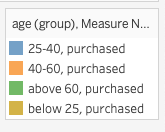 age (group), Measure N...
25-40, purchased
40-60, purchased
above 60, purchased
below 25, purchased